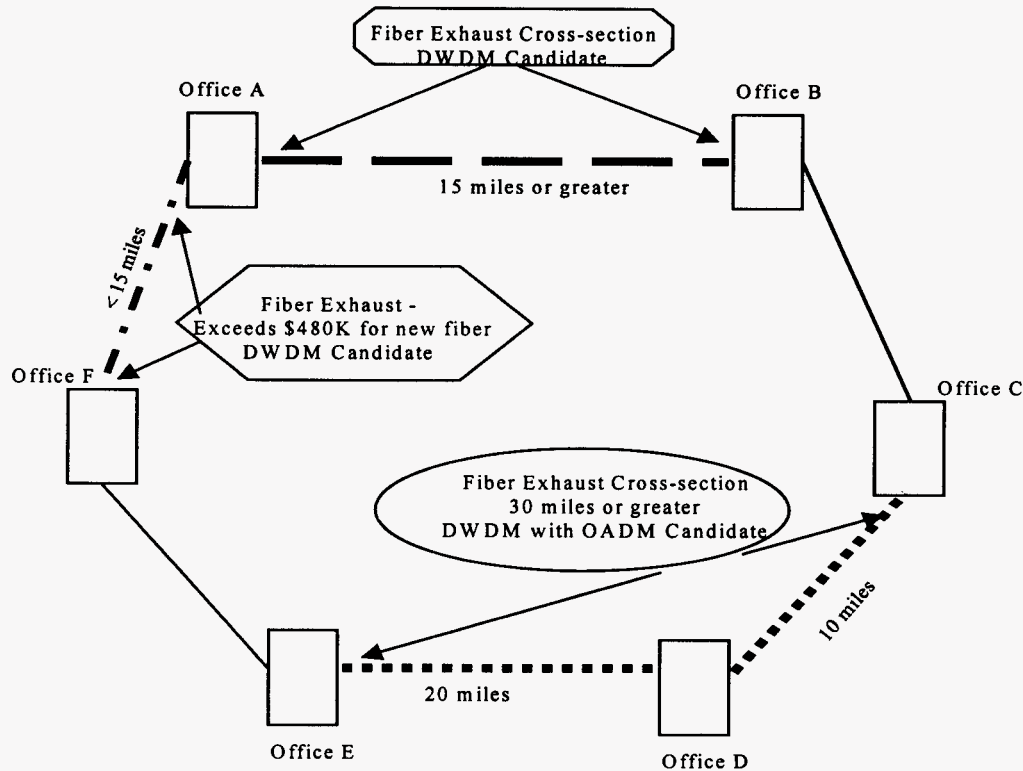 Fiber Exhaust Cross-section
DWDM Candidate
Office A
Office B
15 miles or greater
<15 miles
Fiber Exhaust -
Exceeds $480K for new fiber
DWDM Candidate
Office F
Office C
Fiber Exhaust Cross-section
30 miles or greater
DWDM with OADM Candidate
10 miles
20 miles
Office E
Office D